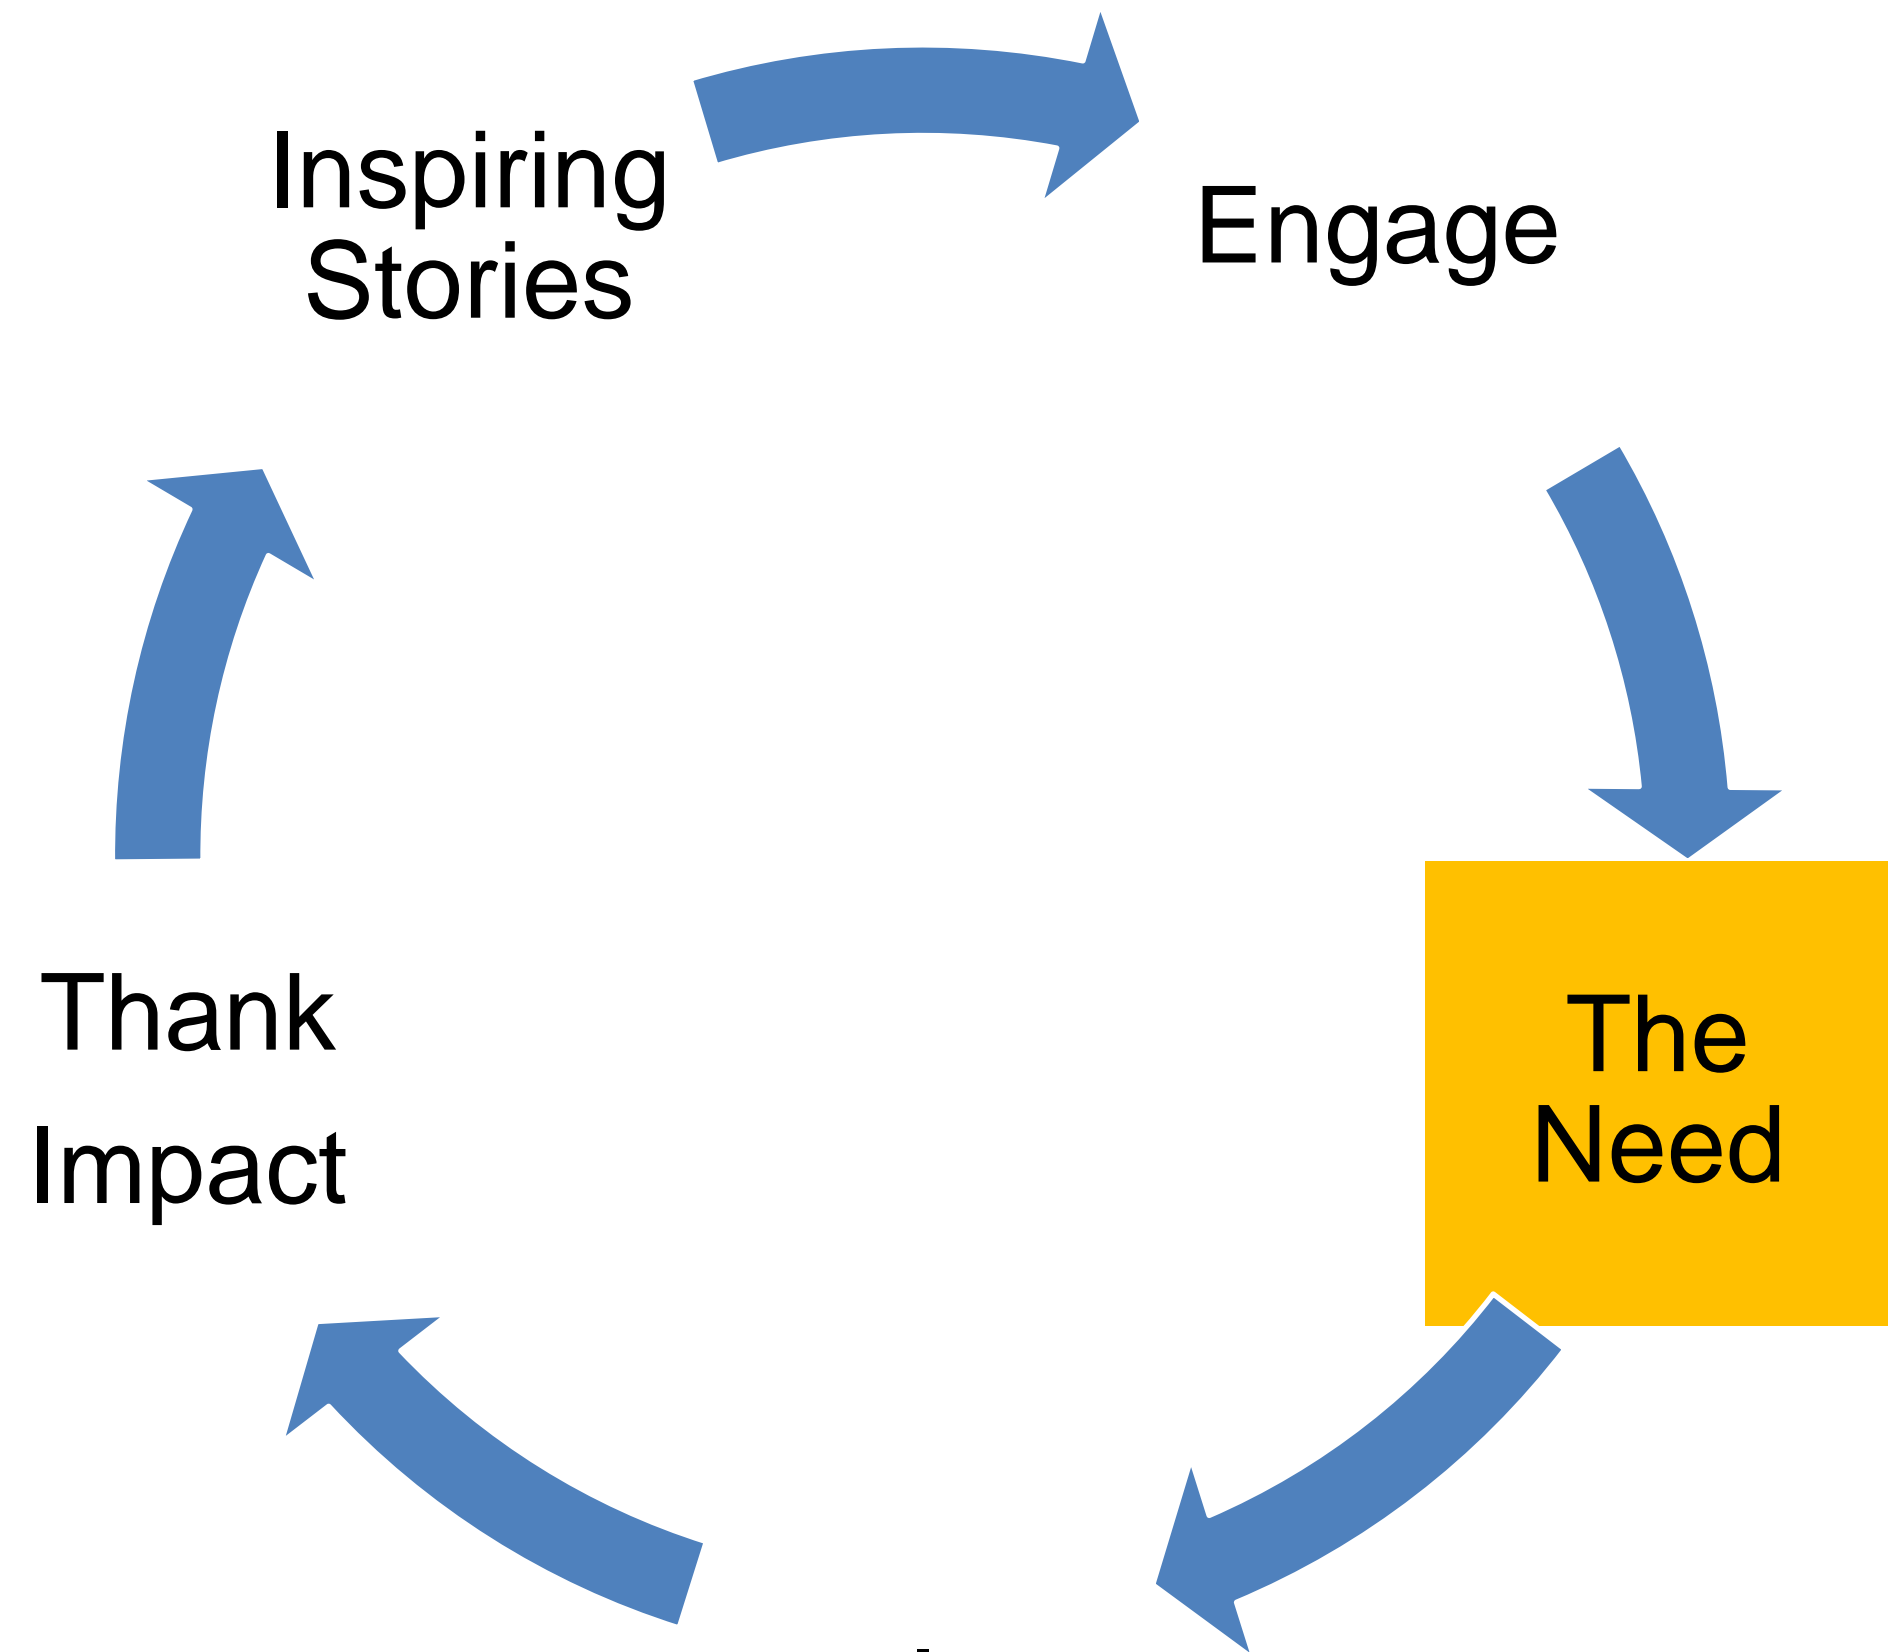 Inspiring
Stories
Engage
The
Need
Thank
Impact